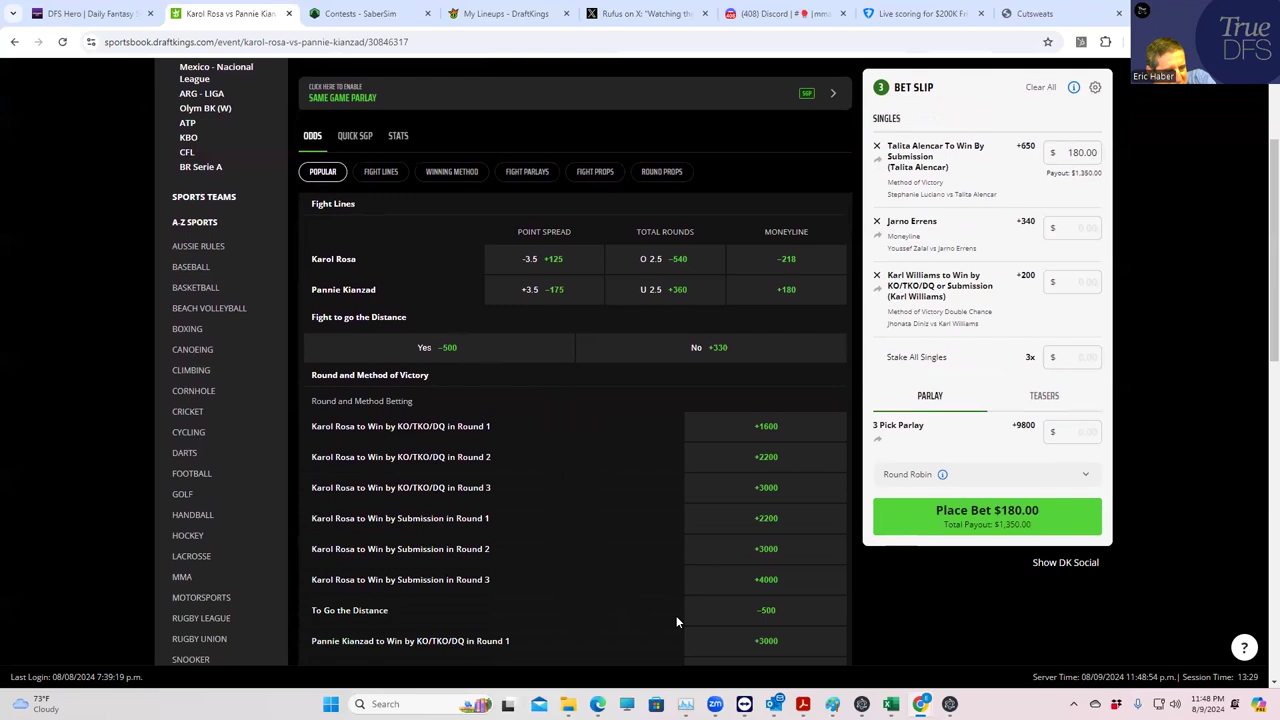 DFS Hero | Daily Fantasy S
Karol Rosa vs Pannie Kian
Contests - SaberSim
My Lineups - DraftKings
Xfactus on X: "Watching the
(408) Discord | #
| mma
Live scoring for $200K Fri
Cutsweats
sportsbook.draftkings.com/event/karol-rosa-vs-pannie-kianzad/30846317
True
DFS
Eric Haber
Mexico - Nacional
League
ARG - LIGA
Olym BK (W)
ATP
KBO
CFL
BR Serie A
SPORTS TEAMS
A-Z SPORTS
AUSSIE RULES
BASEBALL
BASKETBALL
BEACH VOLLEYBALL
BOXING
CANOEING
CLIMBING
CORNHOLE
CRICKET
CYCLING
DARTS
FOOTBALL
GOLF
HANDBALL
HOCKEY
LACROSSE
MMA
MOTORSPORTS
RUGBY LEAGUE
RUGBY UNION
SNOOKER
CLICK HERE TO ENABLE
SAME GAME PARLAY
SGP
ODDS QUICK SGP STATS
POPULAR FIGHT LINES WINNING METHOD FIGHT PARLAYS FIGHT PROPS ROUND PROPS
Fight Lines
POINT SPREAD TOTAL ROUNDS MONEYLINE
Karol Rosa -3.5 +125 O 2.5 −540 −218
Pannie Kianzad +3.5 −175 U 2.5 +360 +180
Fight to go the Distance
Yes −500 No +330
Round and Method of Victory
Round and Method Betting
Karol Rosa to Win by KO/TKO/DQ in Round 1 +1600
Karol Rosa to Win by KO/TKO/DQ in Round 2 +2200
Karol Rosa to Win by KO/TKO/DQ in Round 3 +3000
Karol Rosa to Win by Submission in Round 1 +2200
Karol Rosa to Win by Submission in Round 2 +3000
Karol Rosa to Win by Submission in Round 3 +4000
To Go the Distance −500
Pannie Kianzad to Win by KO/TKO/DQ in Round 1 +3000
3 BET SLIP Clear All
SINGLES
Talita Alencar To Win By +650 $ 180.00
Submission
(Talita Alencar) Payout: $1,350.00
Method of Victory
Stephanie Luciano vs Talita Alencar
Jarno Errens +340 $ 0.00
Moneyline
Youssef Zalal vs Jarno Errens
Karl Williams to Win by +200 $ 0.00
KO/TKO/DQ or Submission
(Karl Williams)
Method of Victory Double Chance
Jhonata Diniz vs Karl Williams
Stake All Singles 3x $ 0.00
PARLAY TEASERS
3 Pick Parlay +9800 $ 0.00
Round Robin
Place Bet $180.00
Total Payout: $1,350.00
Show DK Social
?
Last Login: 08/08/2024 7:39:19 p.m. Server Time: 08/09/2024 11:48:54 p.m. | Session Time: 13:29
73°F
Cloudy
Search
11:48 PM
8/9/2024